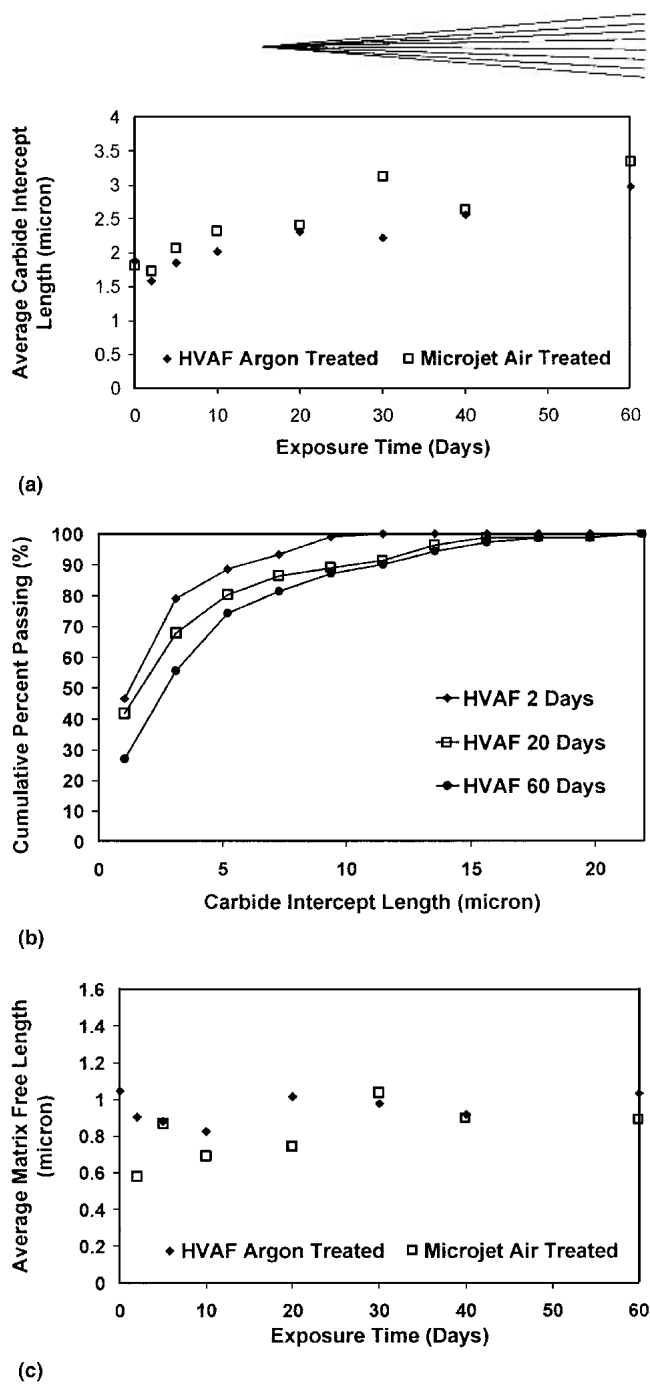 Average Carbide Intercept
Length (micron)
4
3.5
3
2.5
2
1.5
1
0.5
0
HVAF Argon Treated
Microjet Air Treated
0 10 20 30 40 50 60
Exposure Time (Days)
(a)
Cumulative Percent Passing (%)
100
90
80
70
60
50
40
30
20
10
0
HVAF 2 Days
HVAF 20 Days
HVAF 60 Days
0 5 10 15 20
Carbide Intercept Length (micron)
(b)
Average Matrix Free Length
(micron)
1.6
1.4
1.2
1
0.8
0.6
0.4
0.2
0
HVAF Argon Treated
Microjet Air Treated
0 10 20 30 40 50 60
Exposure Time (Days)
(c)